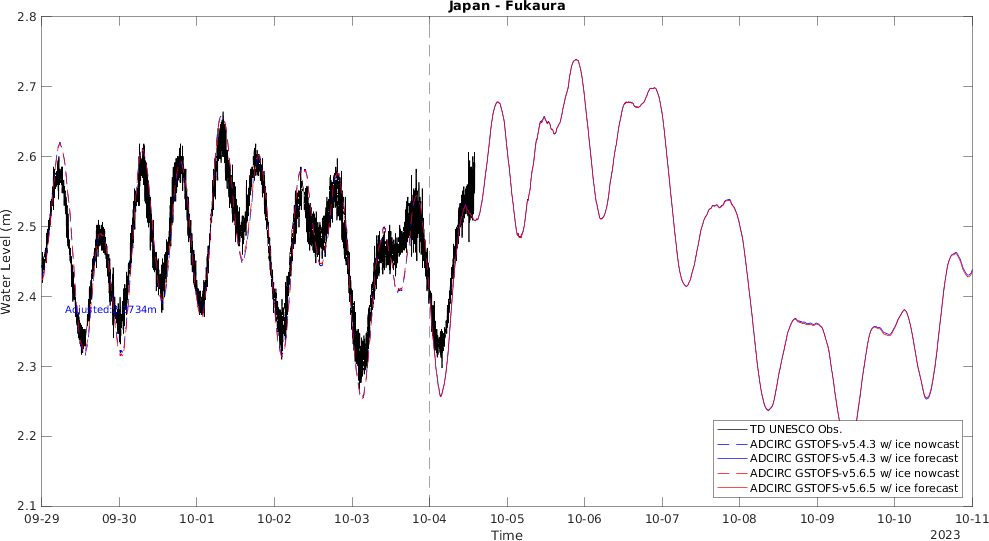 Japan - Fukaura
2.8
2.7
2.6
2.5
2.4
2.3
2.2
2.1
Water Level (m)
Adjusted: 734m
09-29 09-30 10-01 10-02 10-03 10-04 10-05 10-06 10-07 10-08 10-09 10-10 10-11
Time
2023
TD UNESCO Obs.
ADCIRC GSTOFS-v5.4.3 w/ ice nowcast
ADCIRC GSTOFS-v5.4.3 w/ ice forecast
ADCIRC GSTOFS-v5.6.5 w/ ice nowcast
ADCIRC GSTOFS-v5.6.5 w/ ice forecast